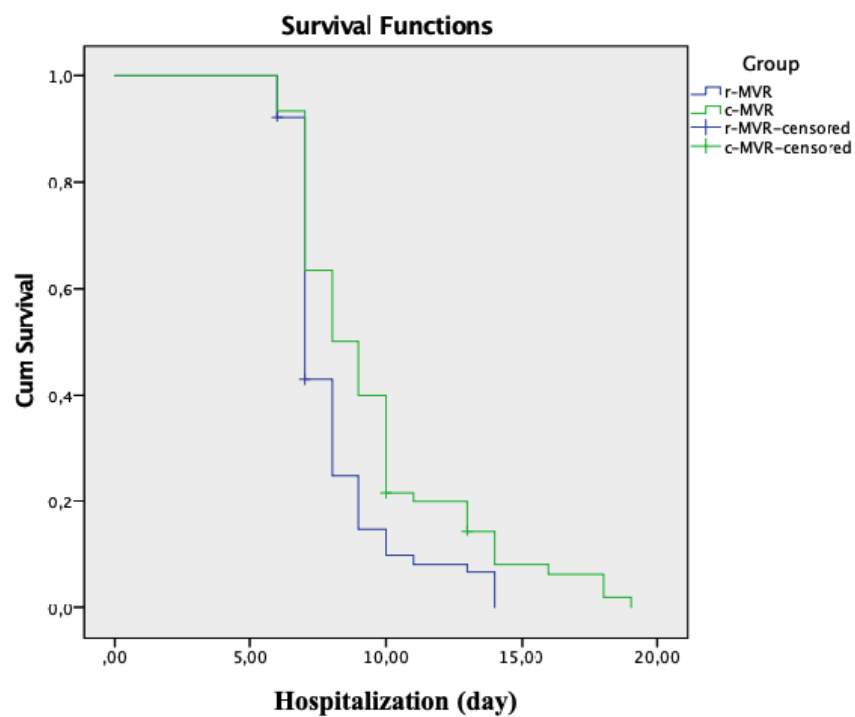 Survival Functions
Group
r-MVR
c-MVR
r-MVR-censored
c-MVR-censored
1,0
0,8
0,6
0,4
0,2
0,0
Cum Survival
,00 5,00 10,00 15,00 20,00
Hospitalization (day)